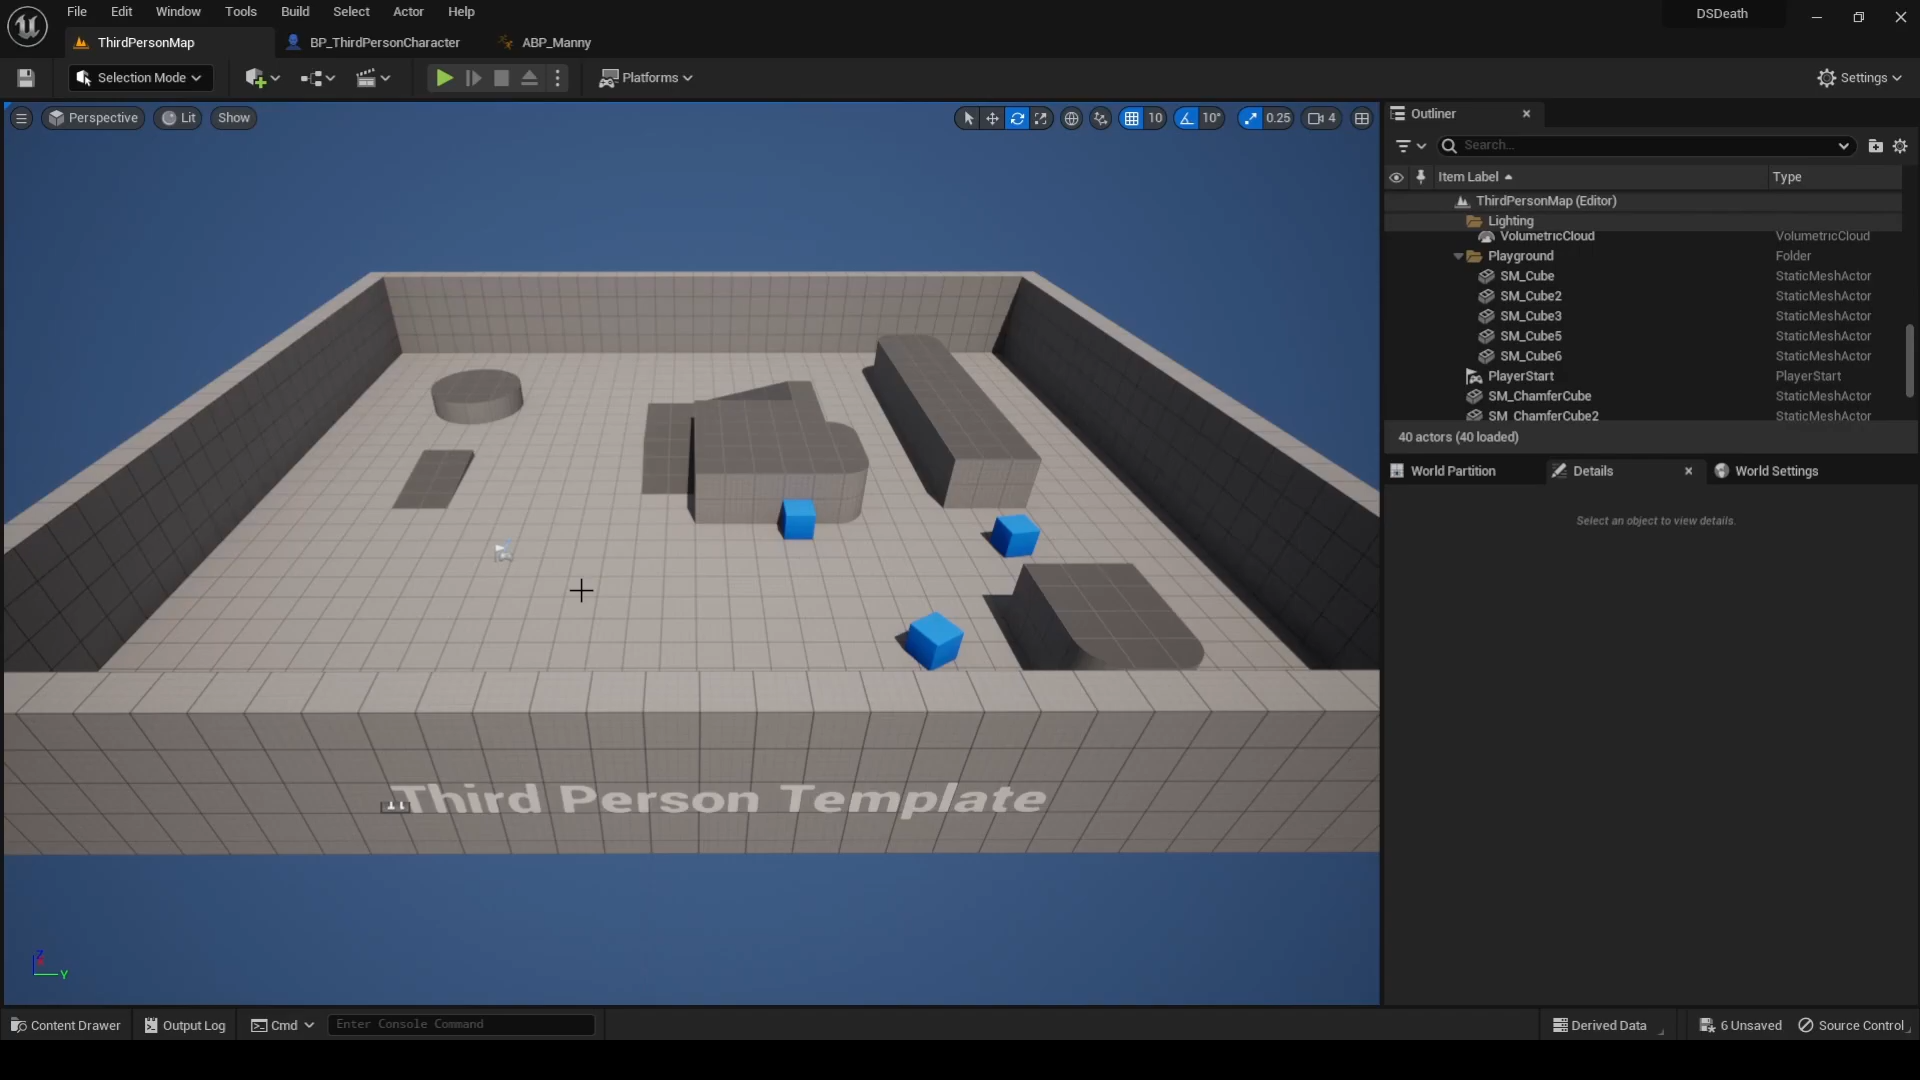 File Edit Window Tools Build Select Actor Help
DSDeath
ThirdPersonMap BP_ThirdPersonCharacter ABP_Manny
Selection Mode Platforms Settings
Perspective Lit Show 10 10° 0.25 4
Outliner
Search...
Item Label Type
ThirdPersonMap (Editor)
Lighting
VolumetricCloud VolumetricCloud
Playground Folder
SM_Cube StaticMeshActor
SM_Cube2 StaticMeshActor
SM_Cube3 StaticMeshActor
SM_Cube5 StaticMeshActor
SM_Cube6 StaticMeshActor
PlayerStart PlayerStart
SM_ChamferCube StaticMeshActor
SM_ChamferCube2 StaticMeshActor
40 actors (40 loaded)
World Partition Details World Settings
Select an object to view details.
Third Person Template
Z
Y
Content Drawer Output Log Cmd Enter Console Command Derived Data 6 Unsaved Source Control